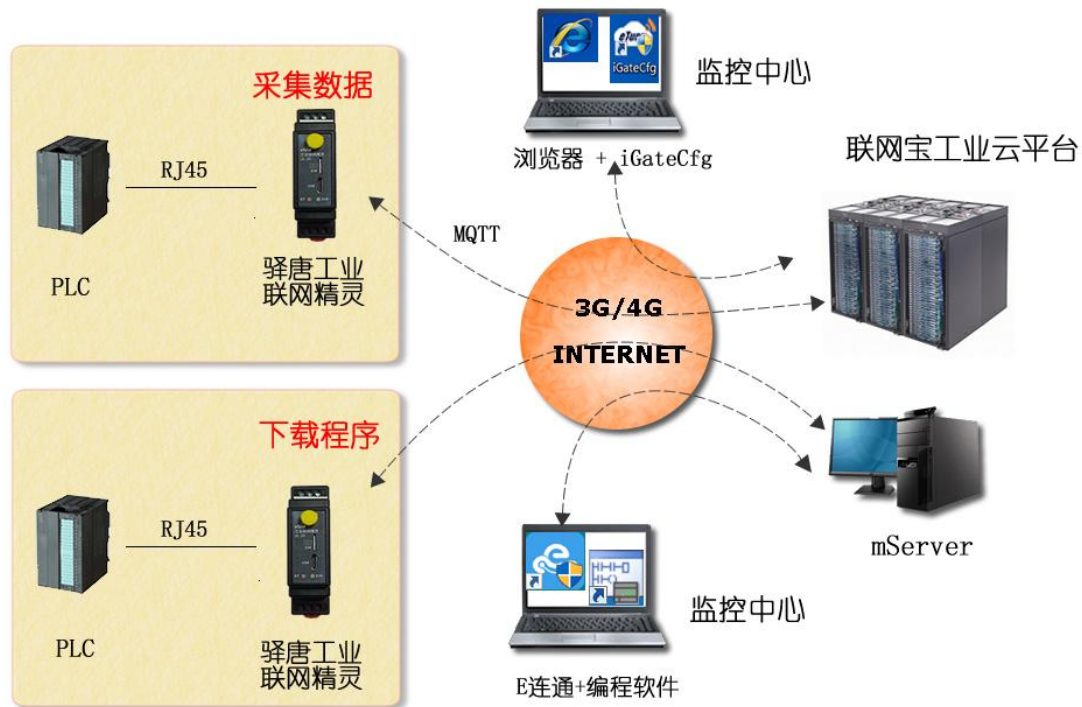 采集数据
RJ45
PLC
驿唐工业
联网精灵
MQTT
iGateCfg
监控中心
浏览器 + iGateCfg
联网宝工业云平台
3G/4G
INTERNET
下载程序
RJ45
PLC
驿唐工业
联网精灵
mServer
监控中心
E连通+编程软件